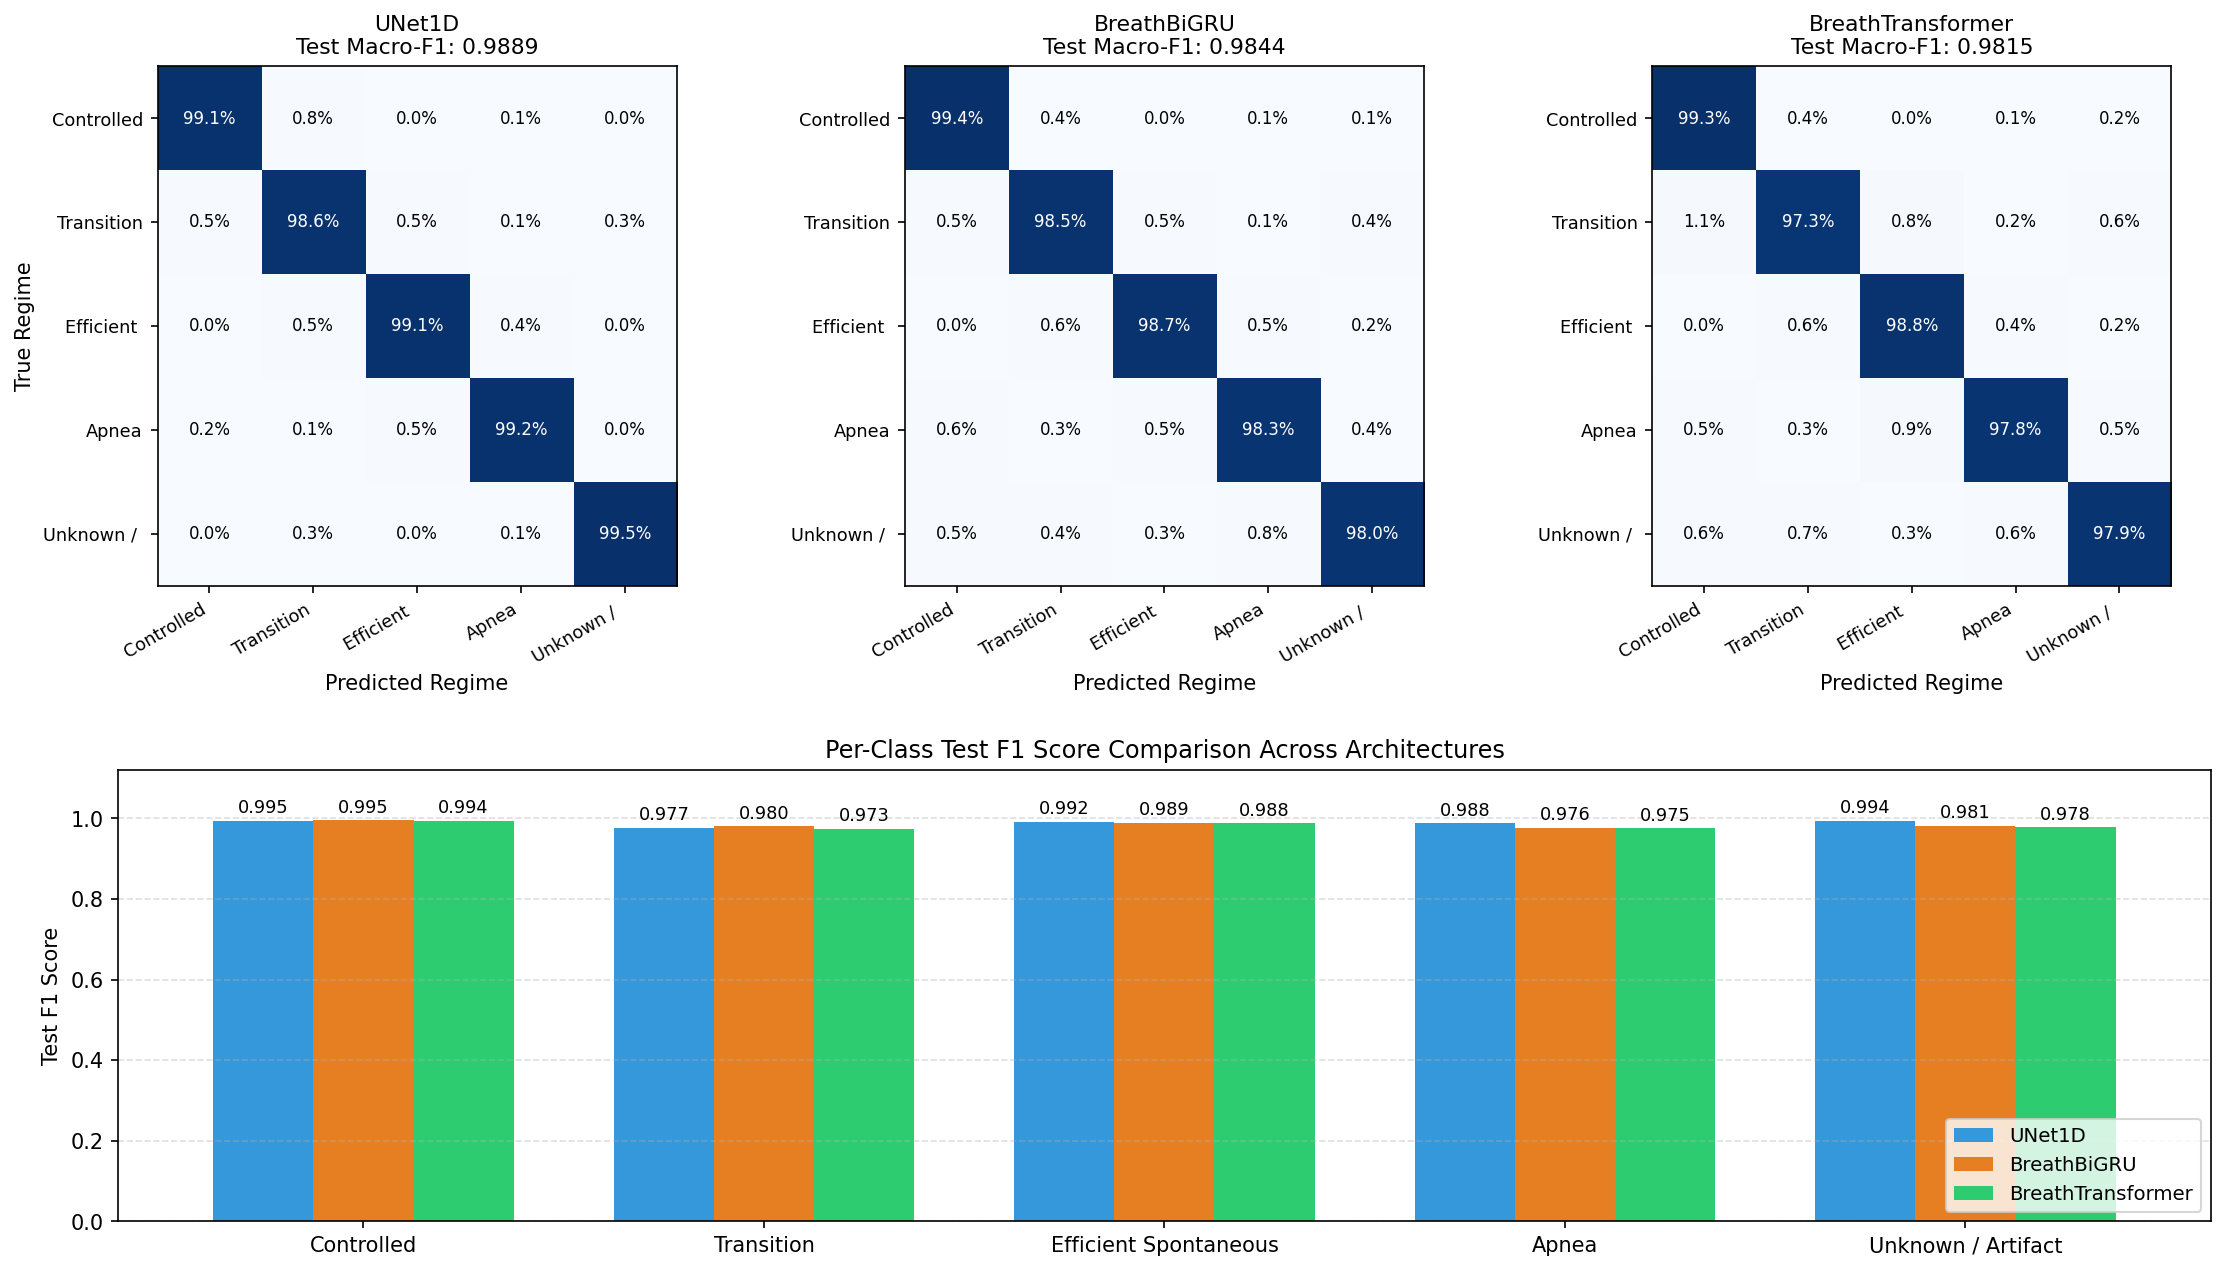 UNet1D
Test Macro-F1: 0.9889
True Regime
Controlled 99.1% 0.8% 0.0% 0.1% 0.0%
Transition 0.5% 98.6% 0.5% 0.1% 0.3%
Efficient 0.0% 0.5% 99.1% 0.4% 0.0%
Apnea 0.2% 0.1% 0.5% 99.2% 0.0%
Unknown / 0.0% 0.3% 0.0% 0.1% 99.5%
Controlled Transition Efficient Apnea Unknown /
Predicted Regime
BreathBiGRU
Test Macro-F1: 0.9844
Controlled 99.4% 0.4% 0.0% 0.1% 0.1%
Transition 0.5% 98.5% 0.5% 0.1% 0.4%
Efficient 0.0% 0.6% 98.7% 0.5% 0.2%
Apnea 0.6% 0.3% 0.5% 98.3% 0.4%
Unknown / 0.5% 0.4% 0.3% 0.8% 98.0%
Controlled Transition Efficient Apnea Unknown /
Predicted Regime
BreathTransformer
Test Macro-F1: 0.9815
Controlled 99.3% 0.4% 0.0% 0.1% 0.2%
Transition 1.1% 97.3% 0.8% 0.2% 0.6%
Efficient 0.0% 0.6% 98.8% 0.4% 0.2%
Apnea 0.5% 0.3% 0.9% 97.8% 0.5%
Unknown / 0.6% 0.7% 0.3% 0.6% 97.9%
Controlled Transition Efficient Apnea Unknown /
Predicted Regime
Per-Class Test F1 Score Comparison Across Architectures
Test F1 Score
1.0
0.8
0.6
0.4
0.2
0.0
0.995 0.995 0.994
0.977 0.980 0.973
0.992 0.989 0.988
0.988 0.976 0.975
0.994 0.981 0.978
UNet1D
BreathBiGRU
BreathTransformer
Controlled Transition Efficient Spontaneous Apnea Unknown / Artifact